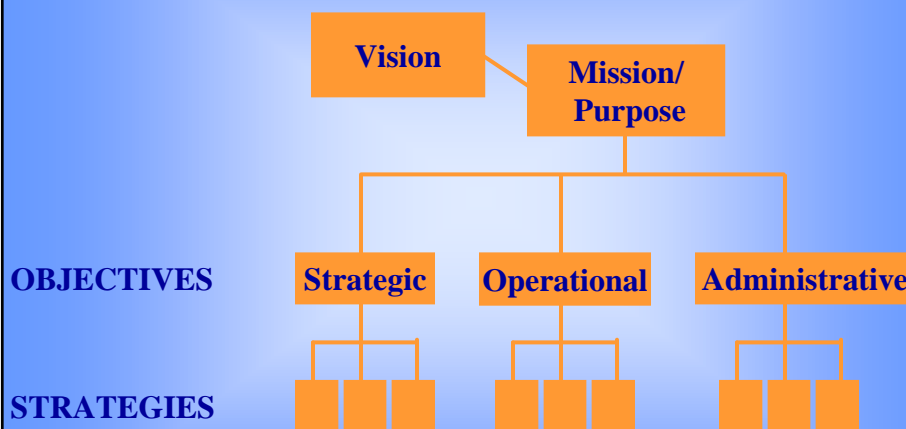 Vision
Mission/
Purpose
OBJECTIVES
Strategic
Operational
Administrative
STRATEGIES